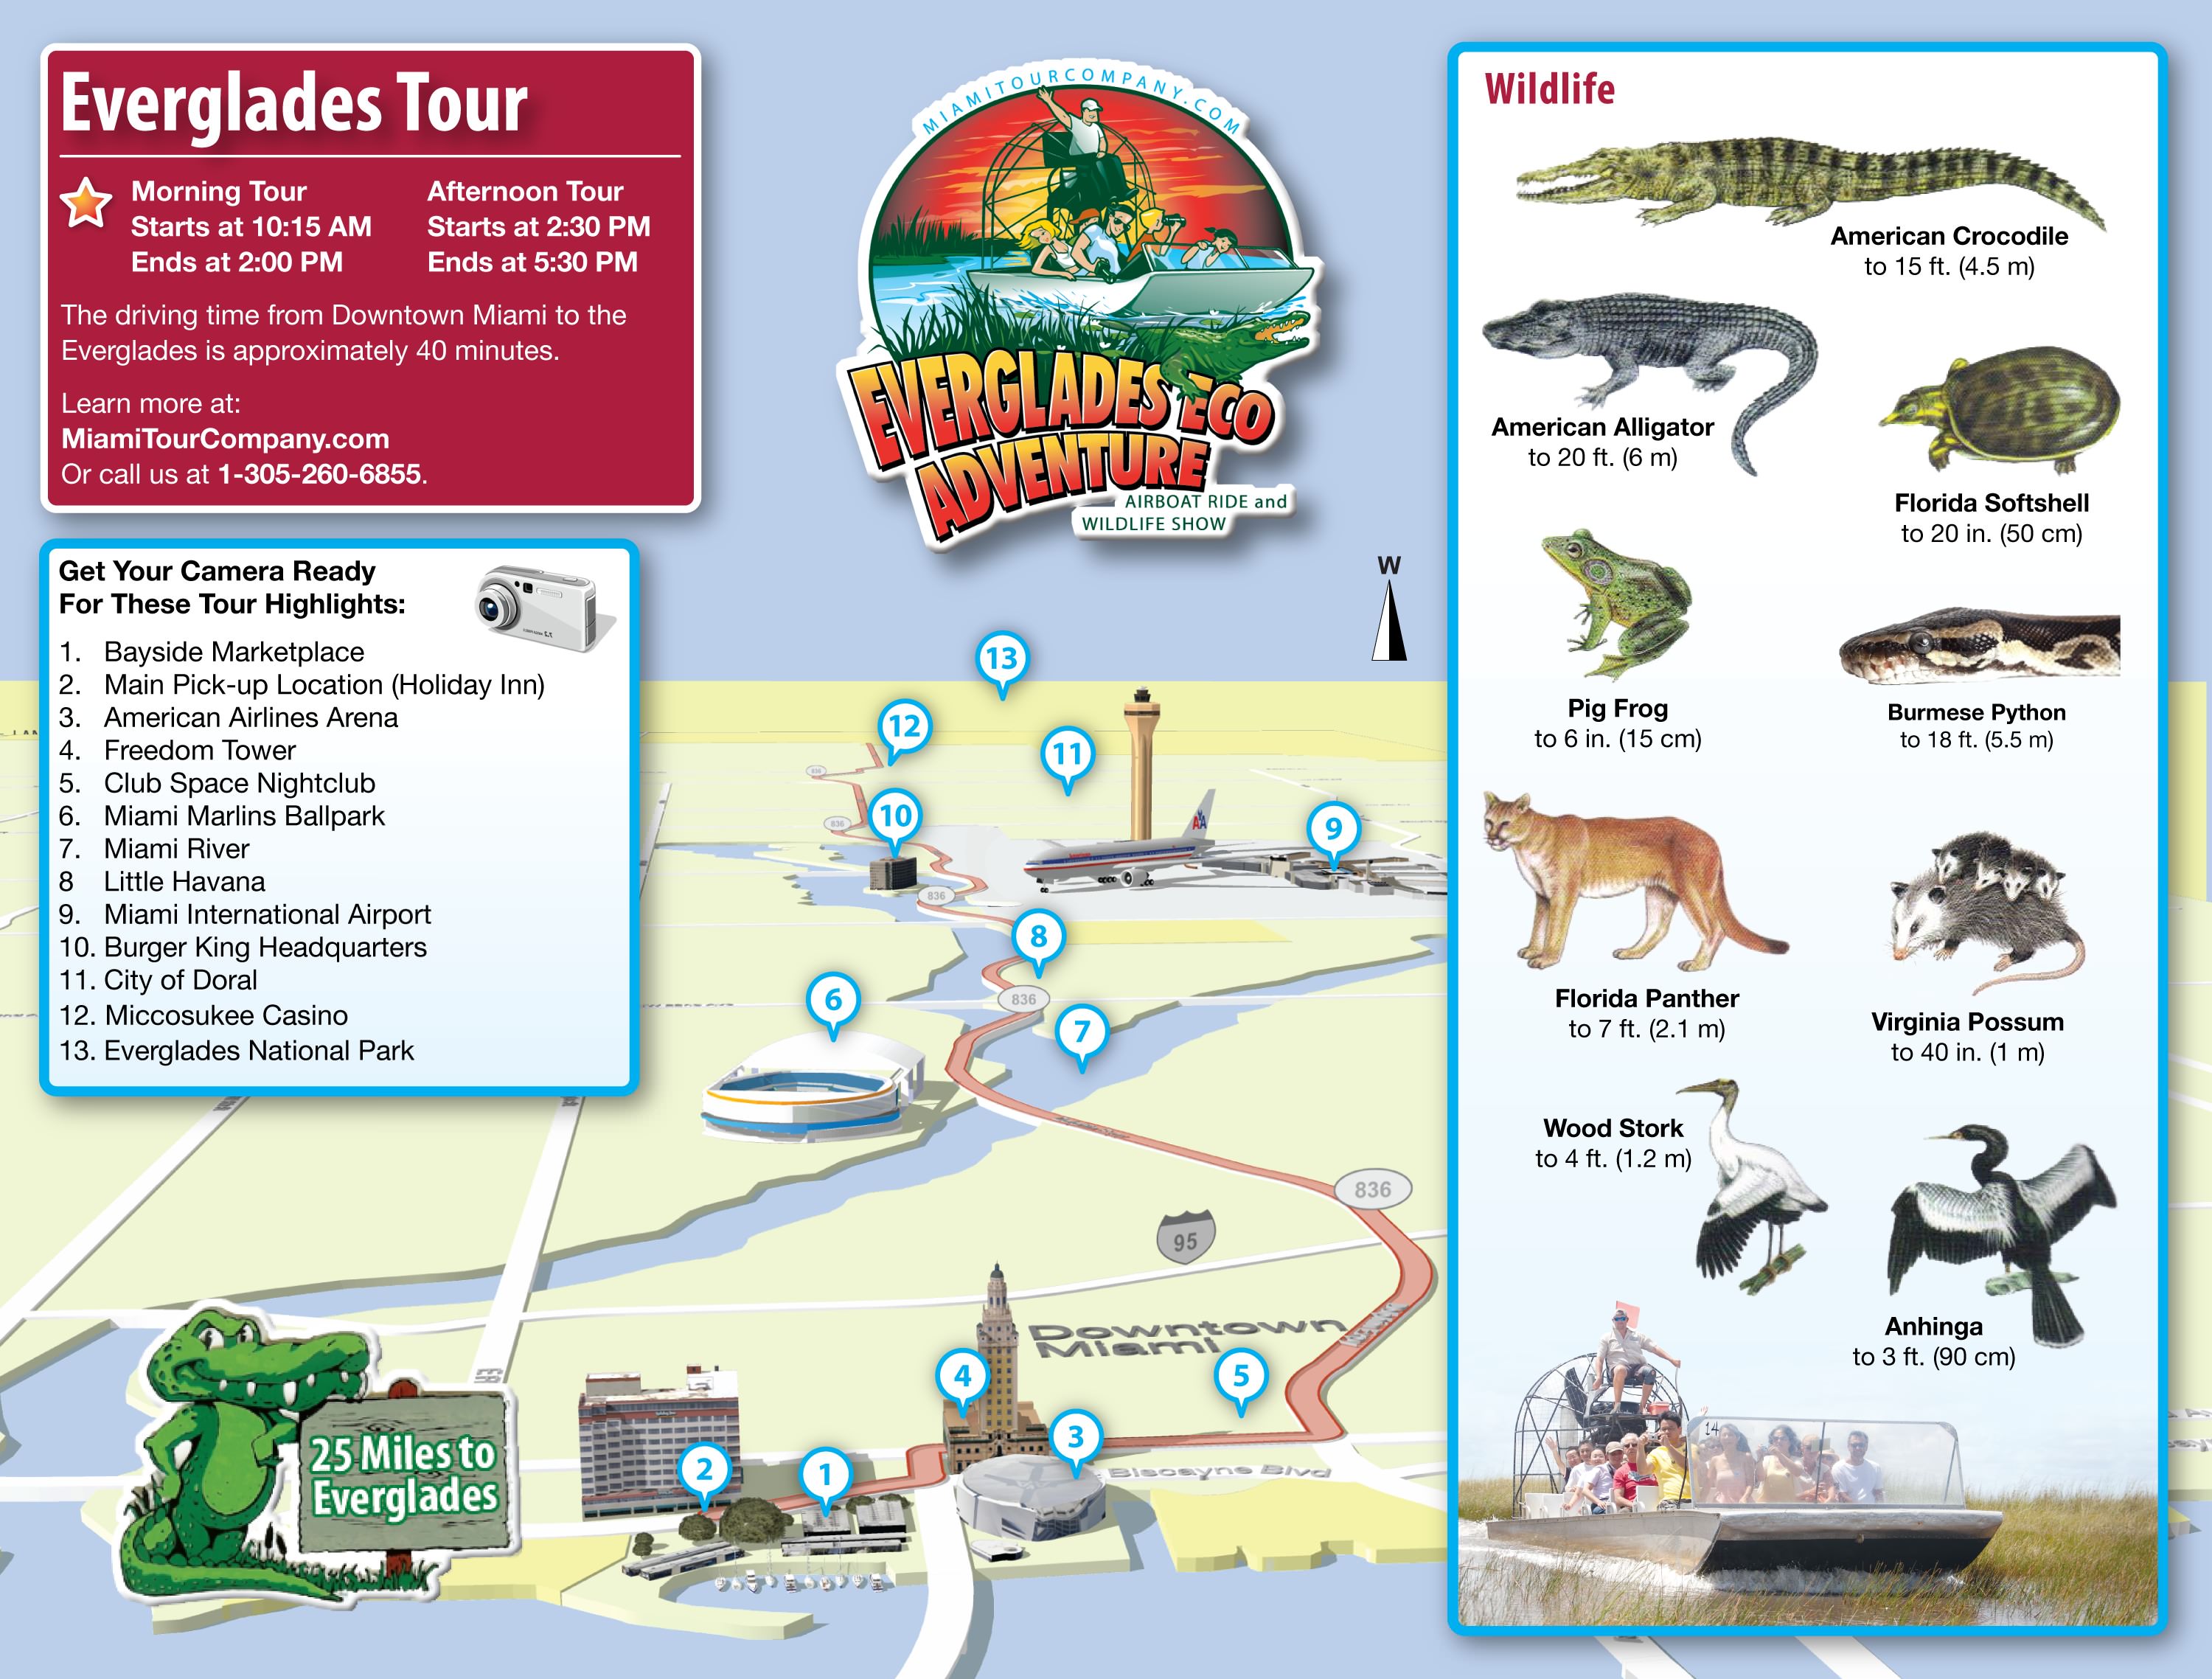 Everglades Tour
Morning Tour
Starts at 10:15 AM
Ends at 2:00 PM
Afternoon Tour
Starts at 2:30 PM
Ends at 5:30 PM
The driving time from Downtown Miami to the
Everglades is approximately 40 minutes.
Learn more at:
MiamiTourCompany.com
Or call us at 1-305-260-6855.
MIAMITOURCOMPANY.COM
EVERGLADES ECO
ADVENTURE
AIRBOAT RIDE and
WILDLIFE SHOW
Get Your Camera Ready
For These Tour Highlights:
1. Bayside Marketplace
2. Main Pick-up Location (Holiday Inn)
3. American Airlines Arena
4. Freedom Tower
5. Club Space Nightclub
6. Miami Marlins Ballpark
7. Miami River
8 Little Havana
9. Miami International Airport
10. Burger King Headquarters
11. City of Doral
12. Miccosukee Casino
13. Everglades National Park
W
13
12
11
836
10
836
9
AA
836
8
836
6
7
836
95
Downtown
Miami
4
5
3
2
1
Biscayne Blvd
25 Miles to
Everglades
Wildlife
American Crocodile
to 15 ft. (4.5 m)
American Alligator
to 20 ft. (6 m)
Florida Softshell
to 20 in. (50 cm)
Pig Frog
to 6 in. (15 cm)
Burmese Python
to 18 ft. (5.5 m)
Florida Panther
to 7 ft. (2.1 m)
Virginia Possum
to 40 in. (1 m)
Wood Stork
to 4 ft. (1.2 m)
Anhinga
to 3 ft. (90 cm)
14